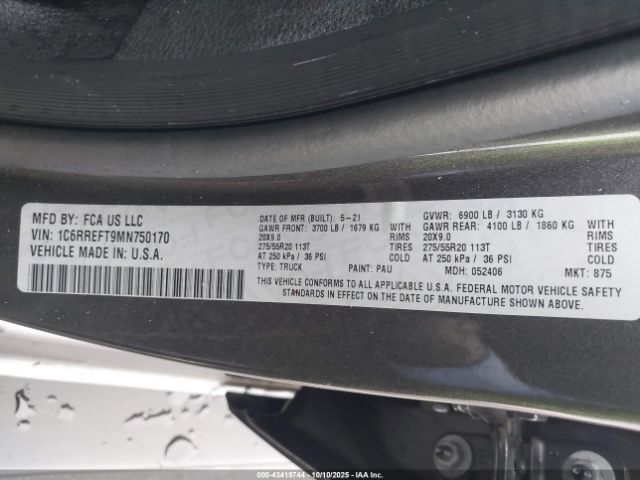 MFD BY: FCA US LLC
VIN: 1C6RREFT9MN750170
VEHICLE MADE IN: U.S.A.
DATE OF MFR (BUILT): 5-21
GVWR: 6900 LB / 3130 KG
GAWR FRONT: 3700 LB / 1679 KG
GAWR REAR: 4100 LB / 1860 KG
WITH
20X9.0
RIMS
20X9.0
RIMS
275/55R20 113T
TIRES
275/55R20 113T
TIRES
AT 250 kPa / 36 PSI
COLD
AT 250 kPa / 36 PSI
COLD
TYPE: TRUCK
PAINT: PAU
MDH: 052406
MKT: 875
THIS VEHICLE CONFORMS TO ALL APPLICABLE U.S.A. FEDERAL MOTOR VEHICLE SAFETY
STANDARDS IN EFFECT ON THE DATE OF MANUFACTURE SHOWN ABOVE.
00-43419744 - 10/10/2025 - © IAA, Inc.